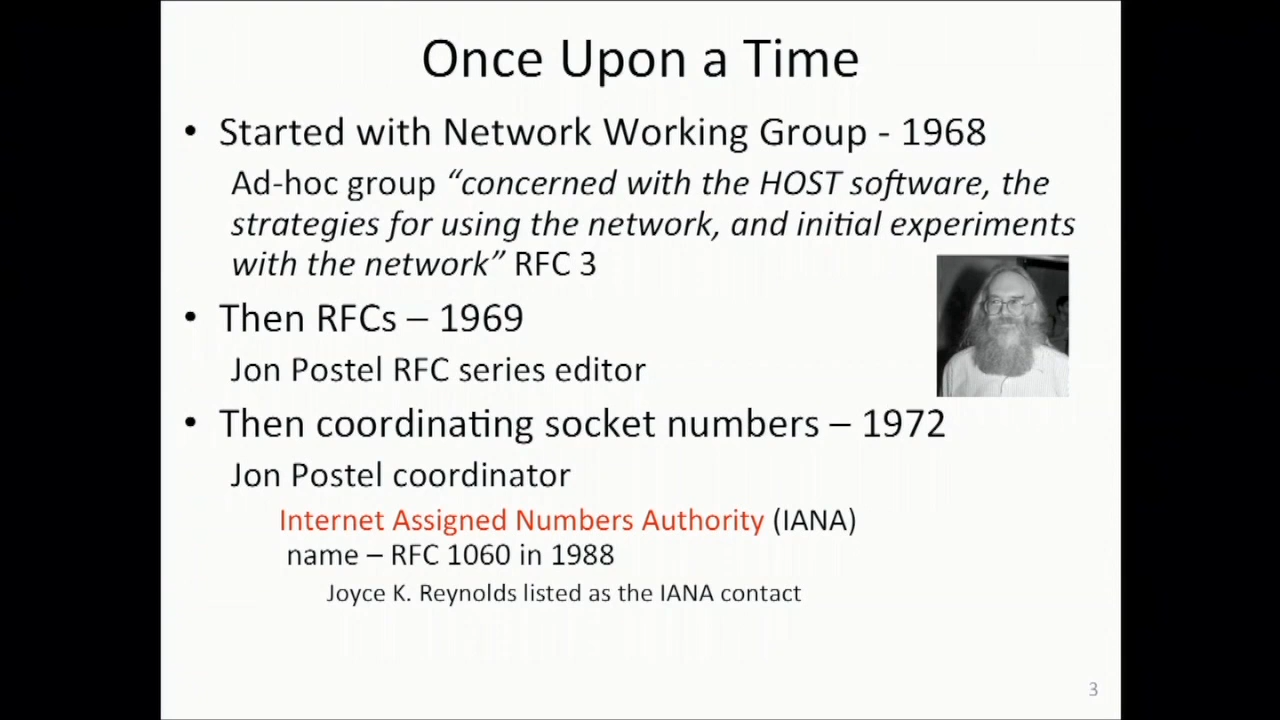 Once Upon a Time
• Started with Network Working Group - 1968
Ad-hoc group “concerned with the HOST software, the
strategies for using the network, and initial experiments
with the network” RFC 3
• Then RFCs – 1969
Jon Postel RFC series editor
• Then coordinating socket numbers – 1972
Jon Postel coordinator
Internet Assigned Numbers Authority (IANA)
name – RFC 1060 in 1988
Joyce K. Reynolds listed as the IANA contact
3